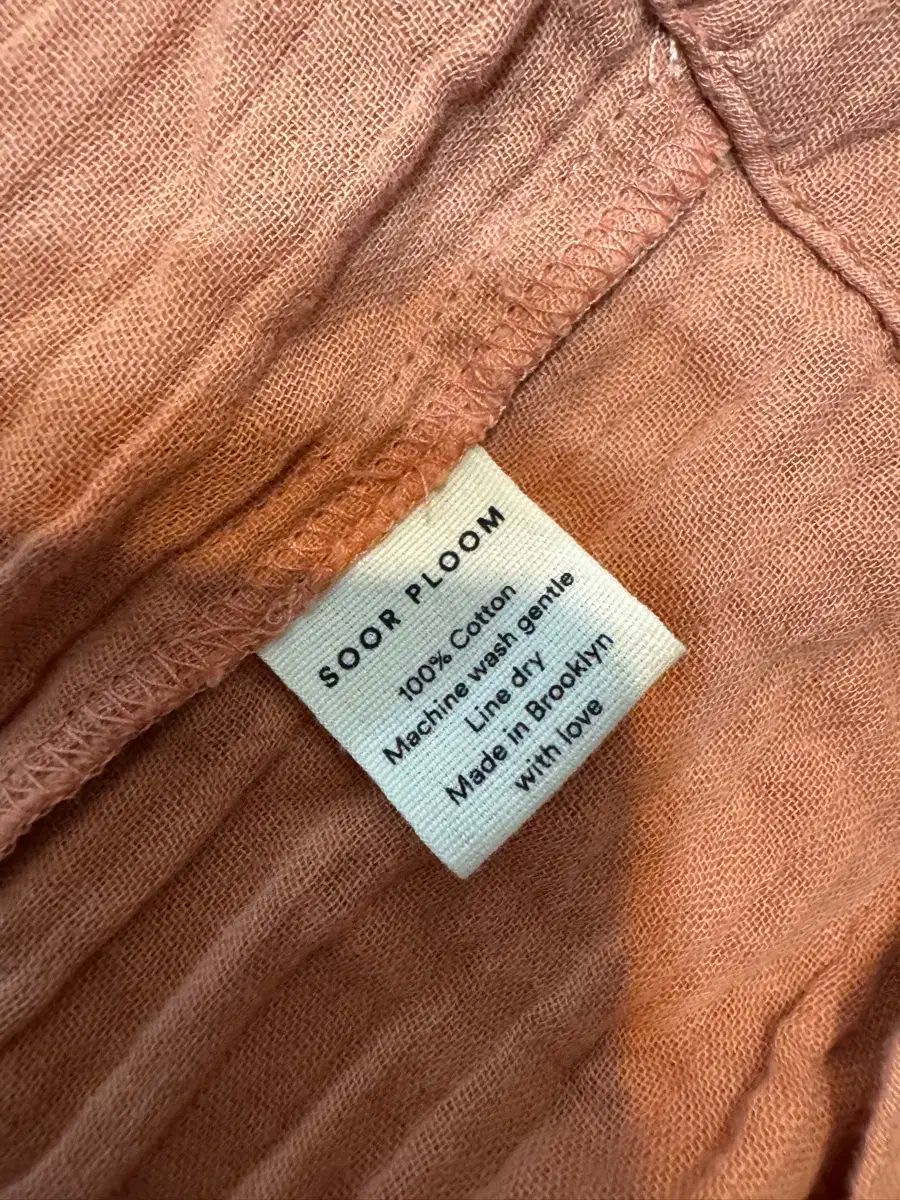 SOOR PLOOM
100% Cotton
Machine wash gentle
Line dry
Made in Brooklyn
with love